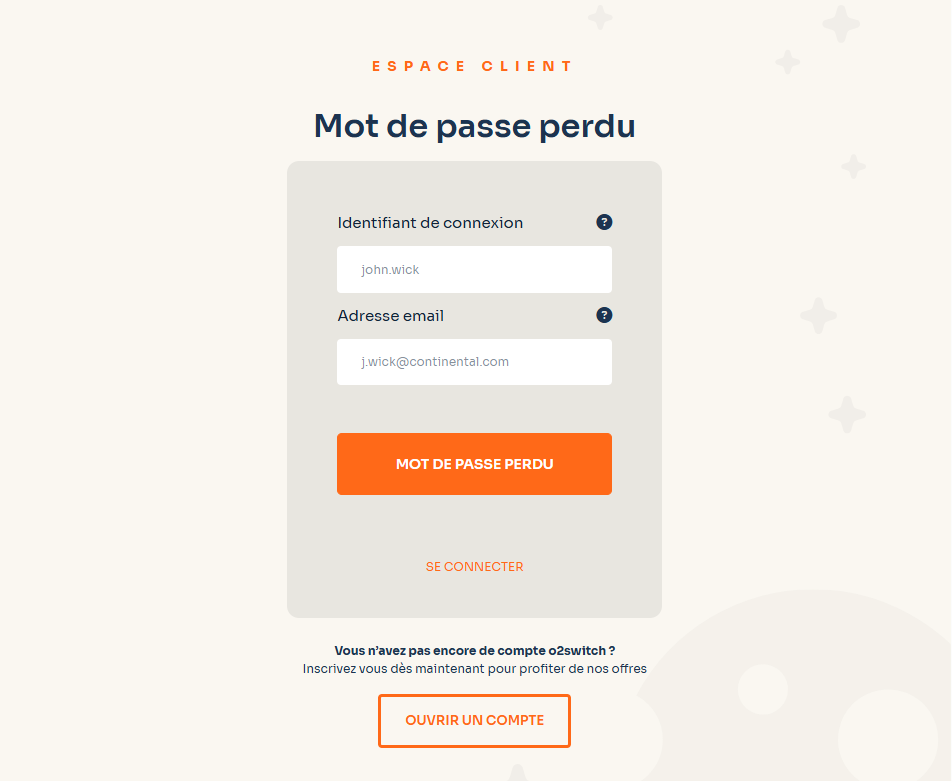 ESPACE CLIENT
Mot de passe perdu
Identifiant de connexion ?
john.wick
Adresse email ?
j.wick@continental.com
MOT DE PASSE PERDU
SE CONNECTER
Vous n’avez pas encore de compte o2switch ?
Inscrivez vous dès maintenant pour profiter de nos offres
OUVRIR UN COMPTE